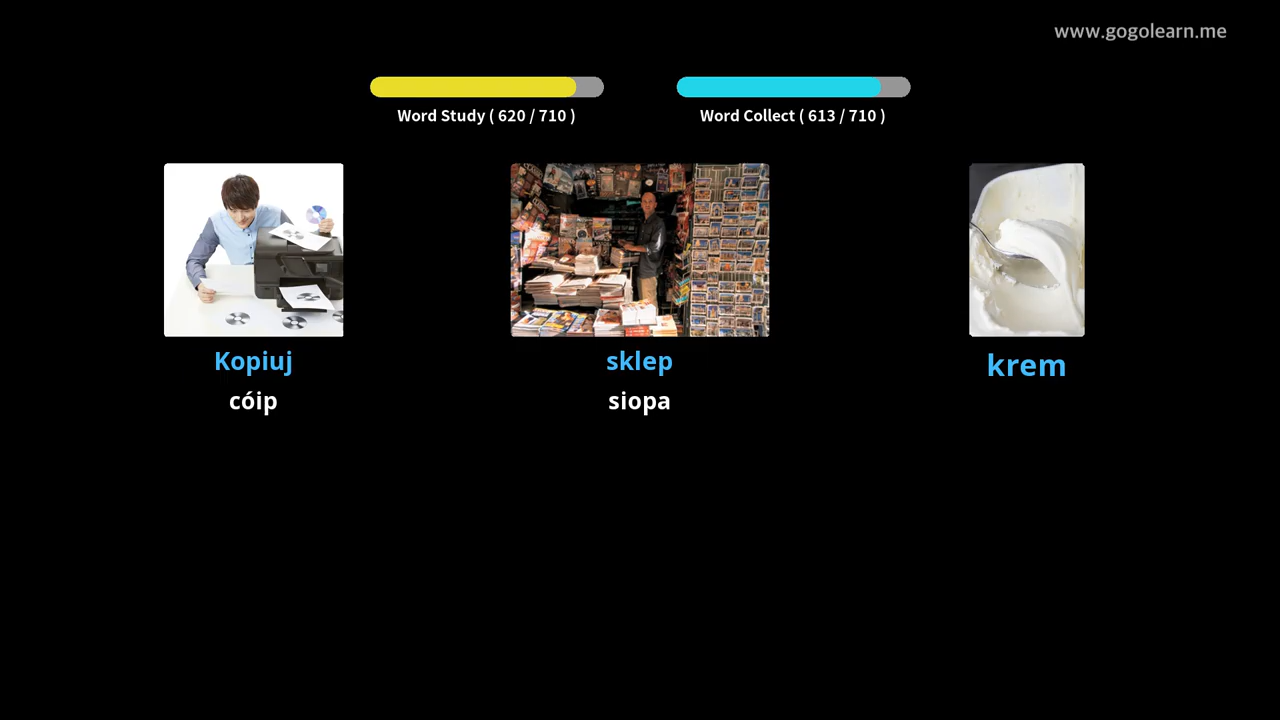 www.gogolearn.me
Word Study ( 620 / 710 )
Word Collect ( 613 / 710 )
Kopiuj
sklep
krem
cóip
siopa